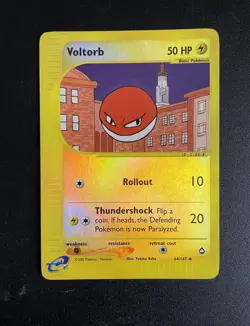 Voltorb 50 HP
Basic Pokémon
Rollout 10
Thundershock Flip a
coin. If heads, the Defending
Pokémon is now Paralyzed.
20
weakness resistance retreat cost
e